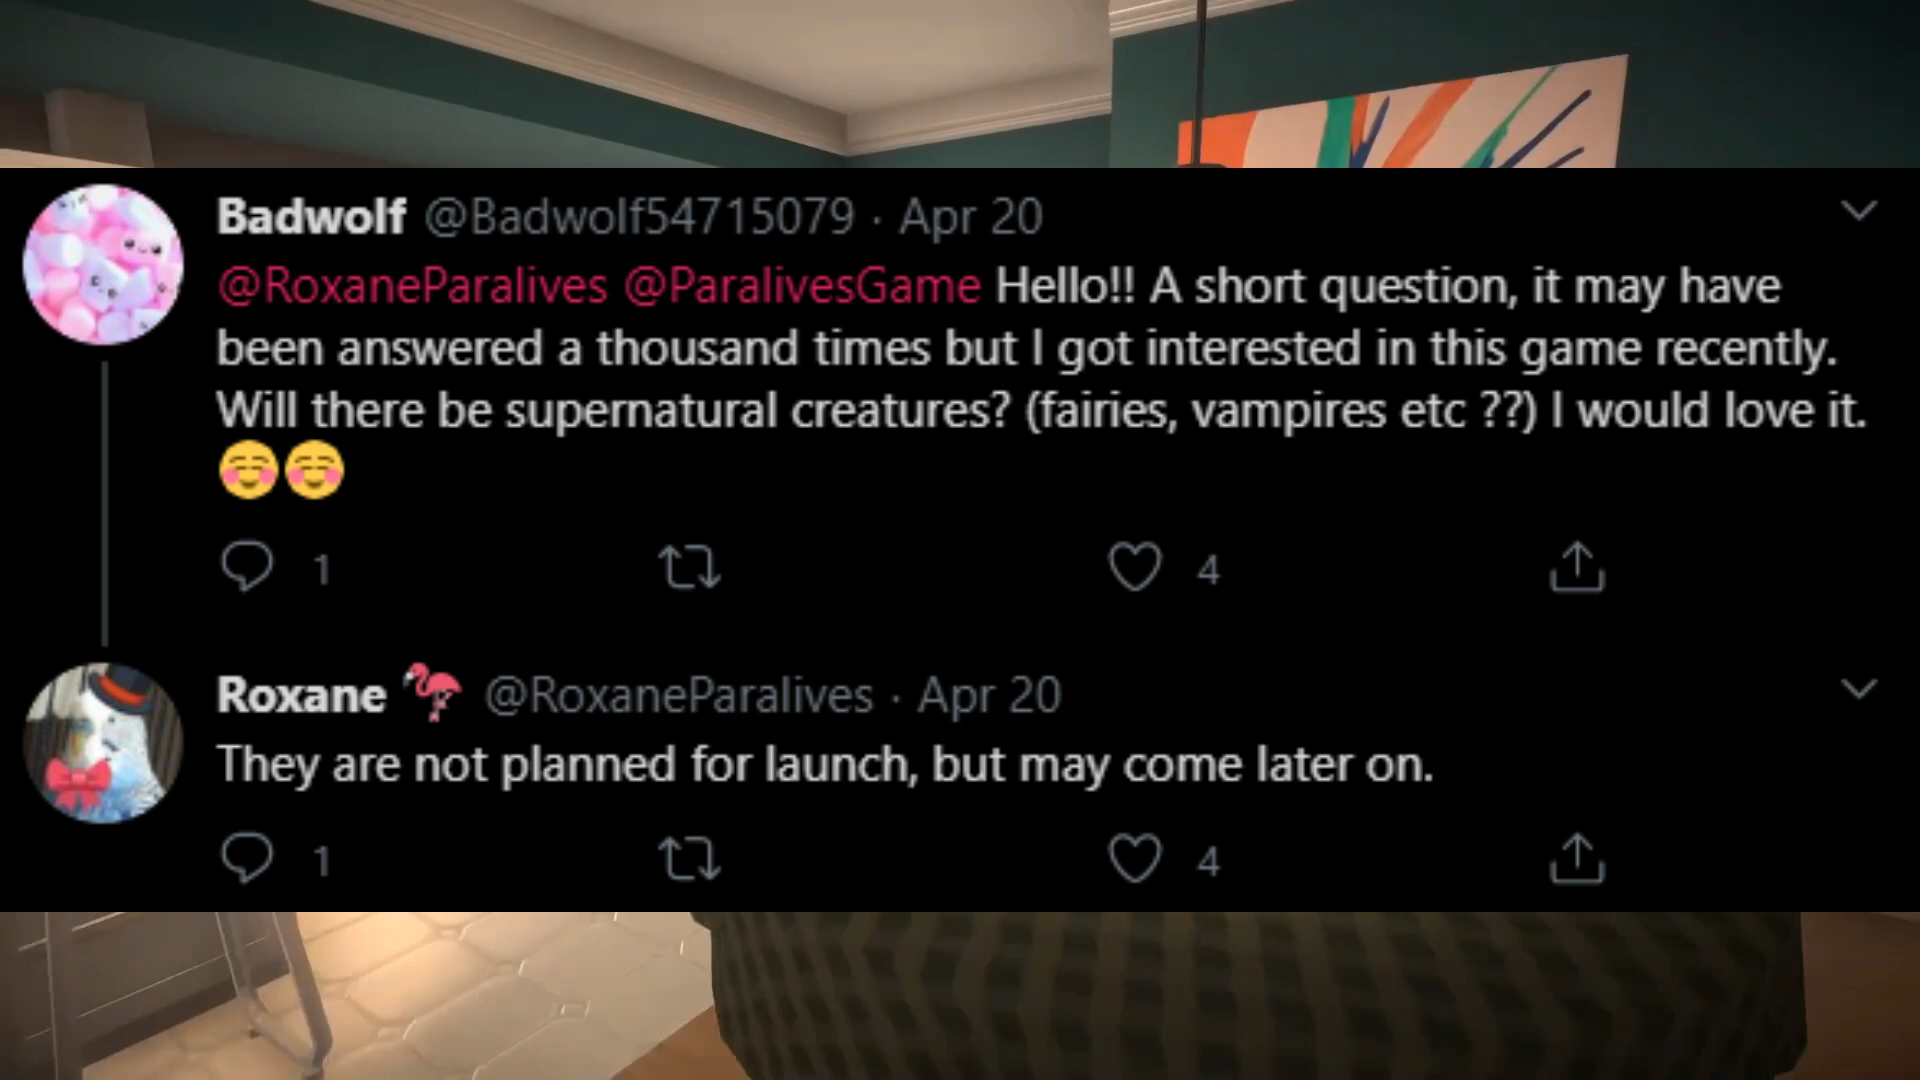 Badwolf @Badwolf54715079 · Apr 20
@RoxaneParalives @ParalivesGame Hello!! A short question, it may have
been answered a thousand times but I got interested in this game recently.
Will there be supernatural creatures? (fairies, vampires etc ??) I would love it.
☺️☺️
1 4
Roxane 🦩 @RoxaneParalives · Apr 20
They are not planned for launch, but may come later on.
1 4